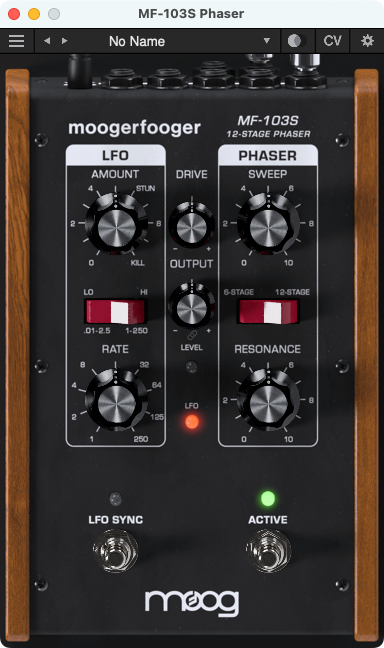 MF-103S Phaser
No Name
CV
moogerfooger
MF-103S
12-STAGE PHASER
LFO
PHASER
AMOUNT
DRIVE
SWEEP
4
STUN
2
8
0
KILL
- +
4
6
2
8
0
10
OUTPUT
LO
HI
.01-2.5
1-250
6-STAGE
12-STAGE
- +
LEVEL
RATE
RESONANCE
8
32
4
64
2
125
1
250
LFO
4
6
2
8
0
10
LFO SYNC
ACTIVE
moog